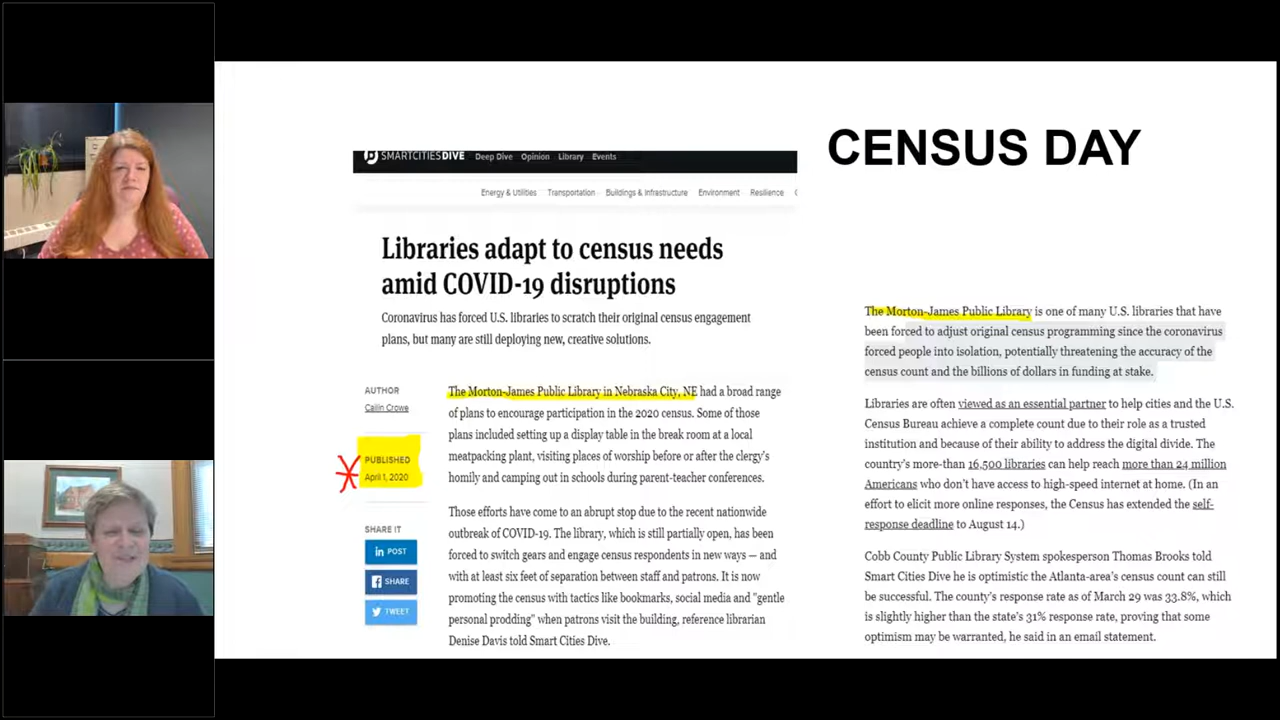 CENSUS DAY
SMARTCITIESDIVE Deep Dive Opinion Library Events
Energy & Utilities Transportation Buildings & Infrastructure Environment Resilience
Libraries adapt to census needs
amid COVID-19 disruptions
Coronavirus has forced U.S. libraries to scratch their original census engagement
plans, but many are still deploying new, creative solutions.
AUTHOR
Cailin Crowe
PUBLISHED
April 1, 2020
SHARE IT
POST
SHARE
TWEET
The Morton-James Public Library in Nebraska City, NE had a broad range
of plans to encourage participation in the 2020 census. Some of those
plans included setting up a display table in the break room at a local
meatpacking plant, visiting places of worship before or after the clergy's
homily and camping out in schools during parent-teacher conferences.
Those efforts have come to an abrupt stop due to the recent nationwide
outbreak of COVID-19. The library, which is still partially open, has been
forced to switch gears and engage census respondents in new ways — and
with at least six feet of separation between staff and patrons. It is now
promoting the census with tactics like bookmarks, social media and "gentle
personal prodding" when patrons visit the building, reference librarian
Denise Davis told Smart Cities Dive.
The Morton-James Public Library is one of many U.S. libraries that have
been forced to adjust original census programming since the coronavirus
forced people into isolation, potentially threatening the accuracy of the
census count and the billions of dollars in funding at stake.
Libraries are often viewed as an essential partner to help cities and the U.S.
Census Bureau achieve a complete count due to their role as a trusted
institution and because of their ability to address the digital divide. The
country's more-than 16,500 libraries can help reach more than 24 million
Americans who don't have access to high-speed internet at home. (In an
effort to elicit more online responses, the Census has extended the self-
response deadline to August 14.)
Cobb County Public Library System spokesperson Thomas Brooks told
Smart Cities Dive he is optimistic the Atlanta-area's census count can still
be successful. The county's response rate as of March 29 was 33.8%, which
is slightly higher than the state's 31% response rate, proving that some
optimism may be warranted, he said in an email statement.